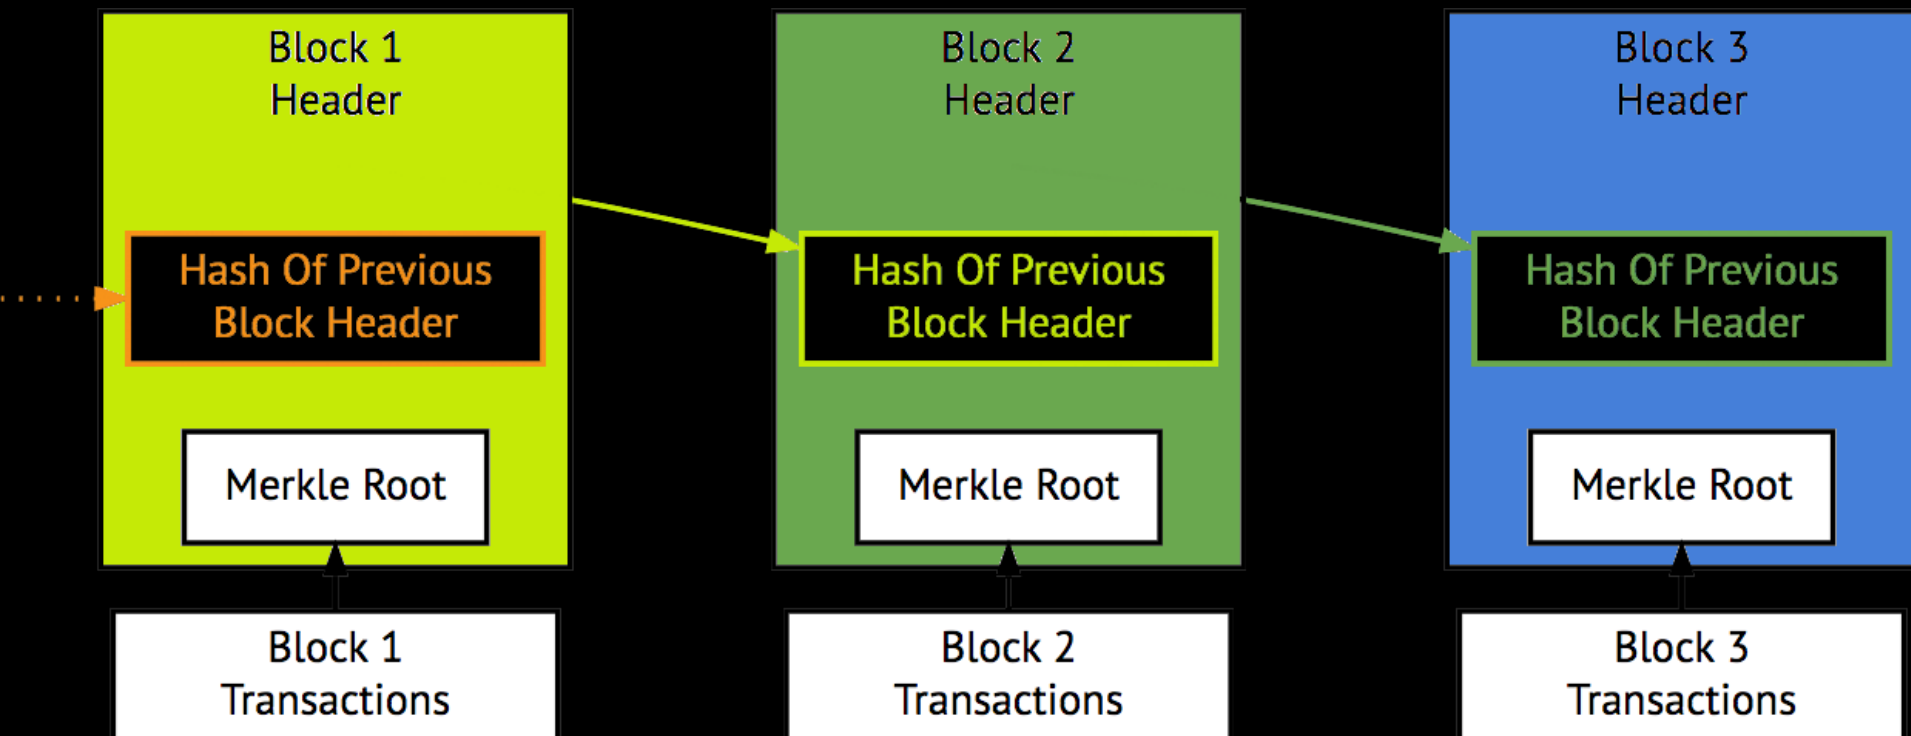 Block 1
Header
Hash Of Previous
Block Header
Merkle Root
Block 1
Transactions
Block 2
Header
Hash Of Previous
Block Header
Merkle Root
Block 2
Transactions
Block 3
Header
Hash Of Previous
Block Header
Merkle Root
Block 3
Transactions